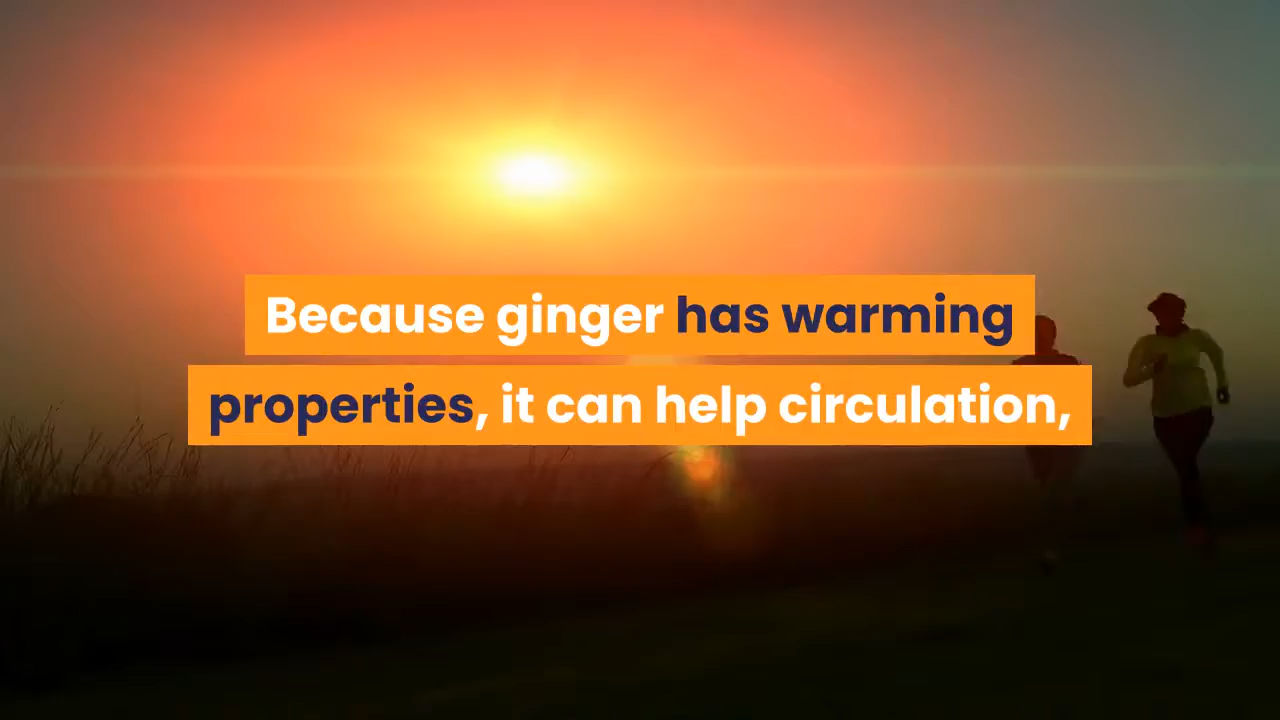 Because ginger has warming
properties, it can help circulation,